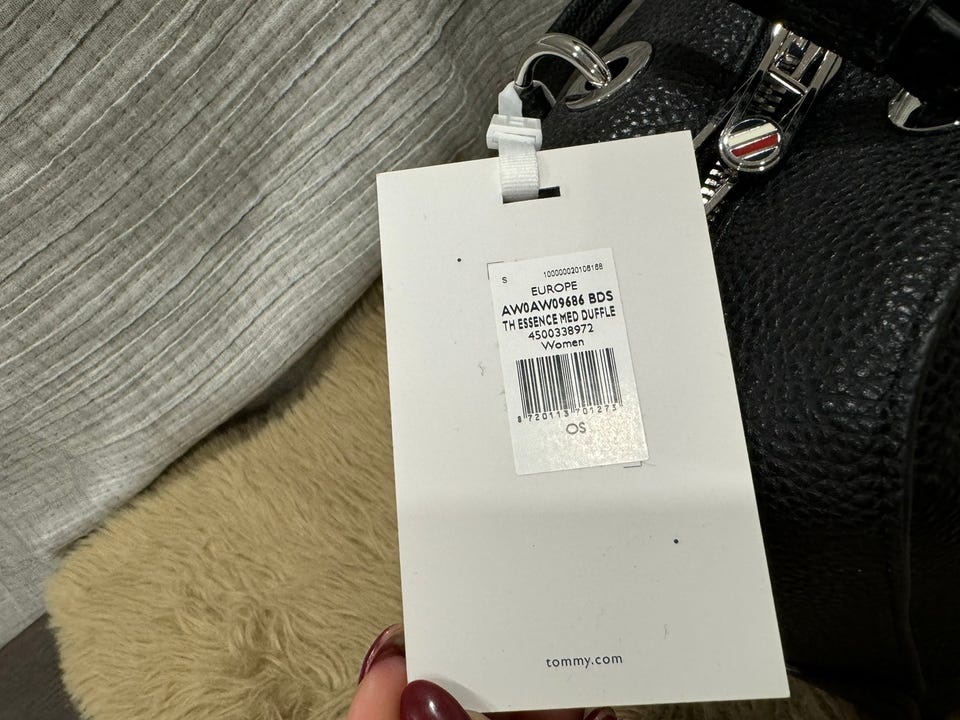 S 100000020108188
EUROPE
AW0AW09686 BDS
TH ESSENCE MED DUFFLE
4500338972
Women
8 720113 701273
OS
tommy.com